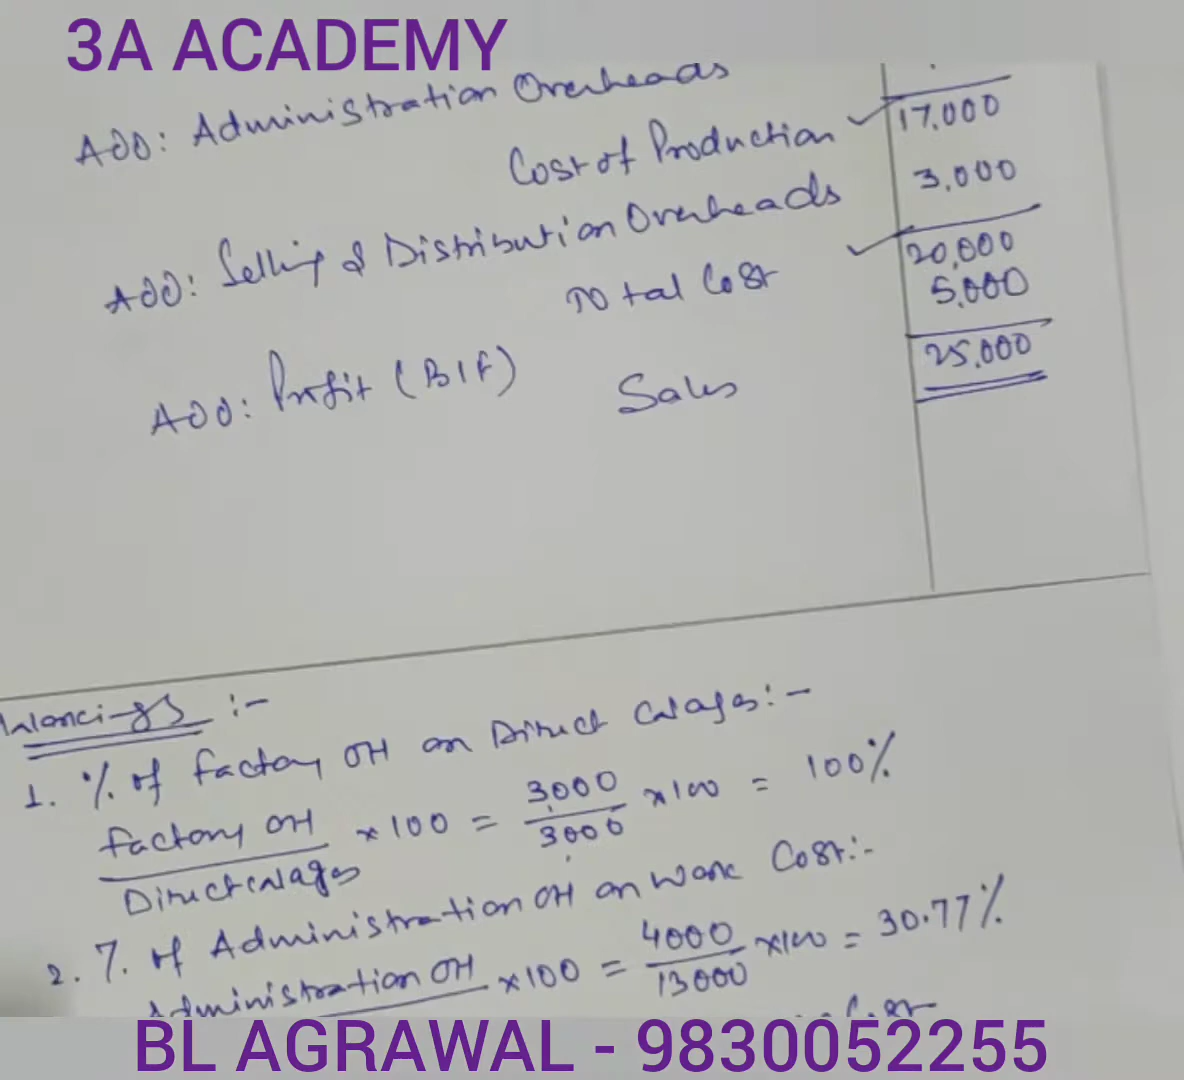 3A ACADEMY
ADD: Administration Overheads
Cost of Production 17,000
ADD: Selling & Distribution Overheads 3,000
Total Cost 20,000
ADD: Profit (B/F) 5,000
Sales 25,000
:-
1. % of factory OH on Direct Wages:-
Factory OH / Direct Wages × 100 = 3,000 / 3000 × 100 = 100%
2. % of Administration OH on Work Cost:-
Administration OH × 100 = 4000 / 13000 × 100 = 30.77%
Cost
BL AGRAWAL - 9830052255